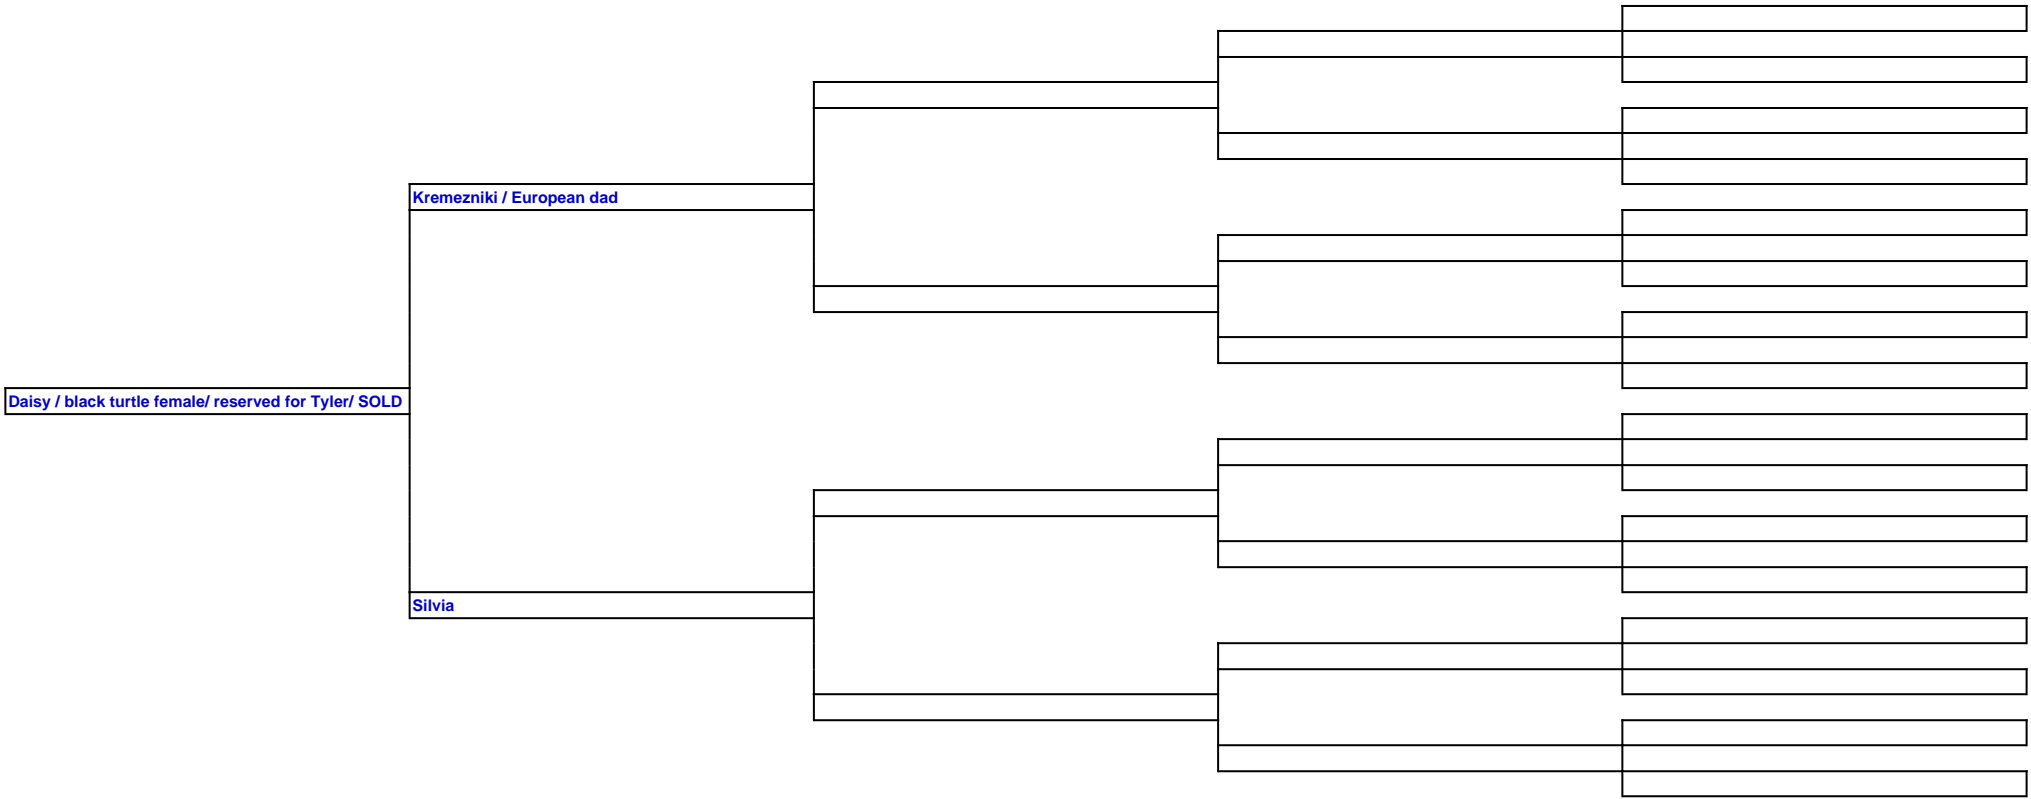 Kremezniki / European dad
Daisy / black turtle female/ reserved for Tyler/ SOLD
Silvia